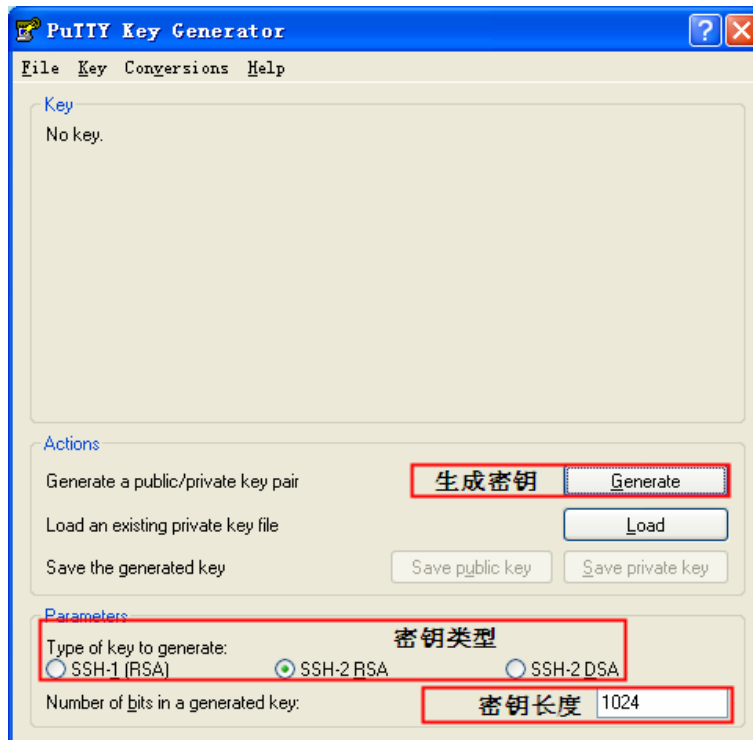 PuTTY Key Generator
File Key Conversions Help
Key
No key.
Actions
Generate a public/private key pair 生成密钥 Generate
Load an existing private key file Load
Save the generated key Save public key Save private key
Parameters
Type of key to generate: 密钥类型
SSH-1 (RSA) SSH-2 RSA SSH-2 DSA
Number of bits in a generated key: 密钥长度 1024